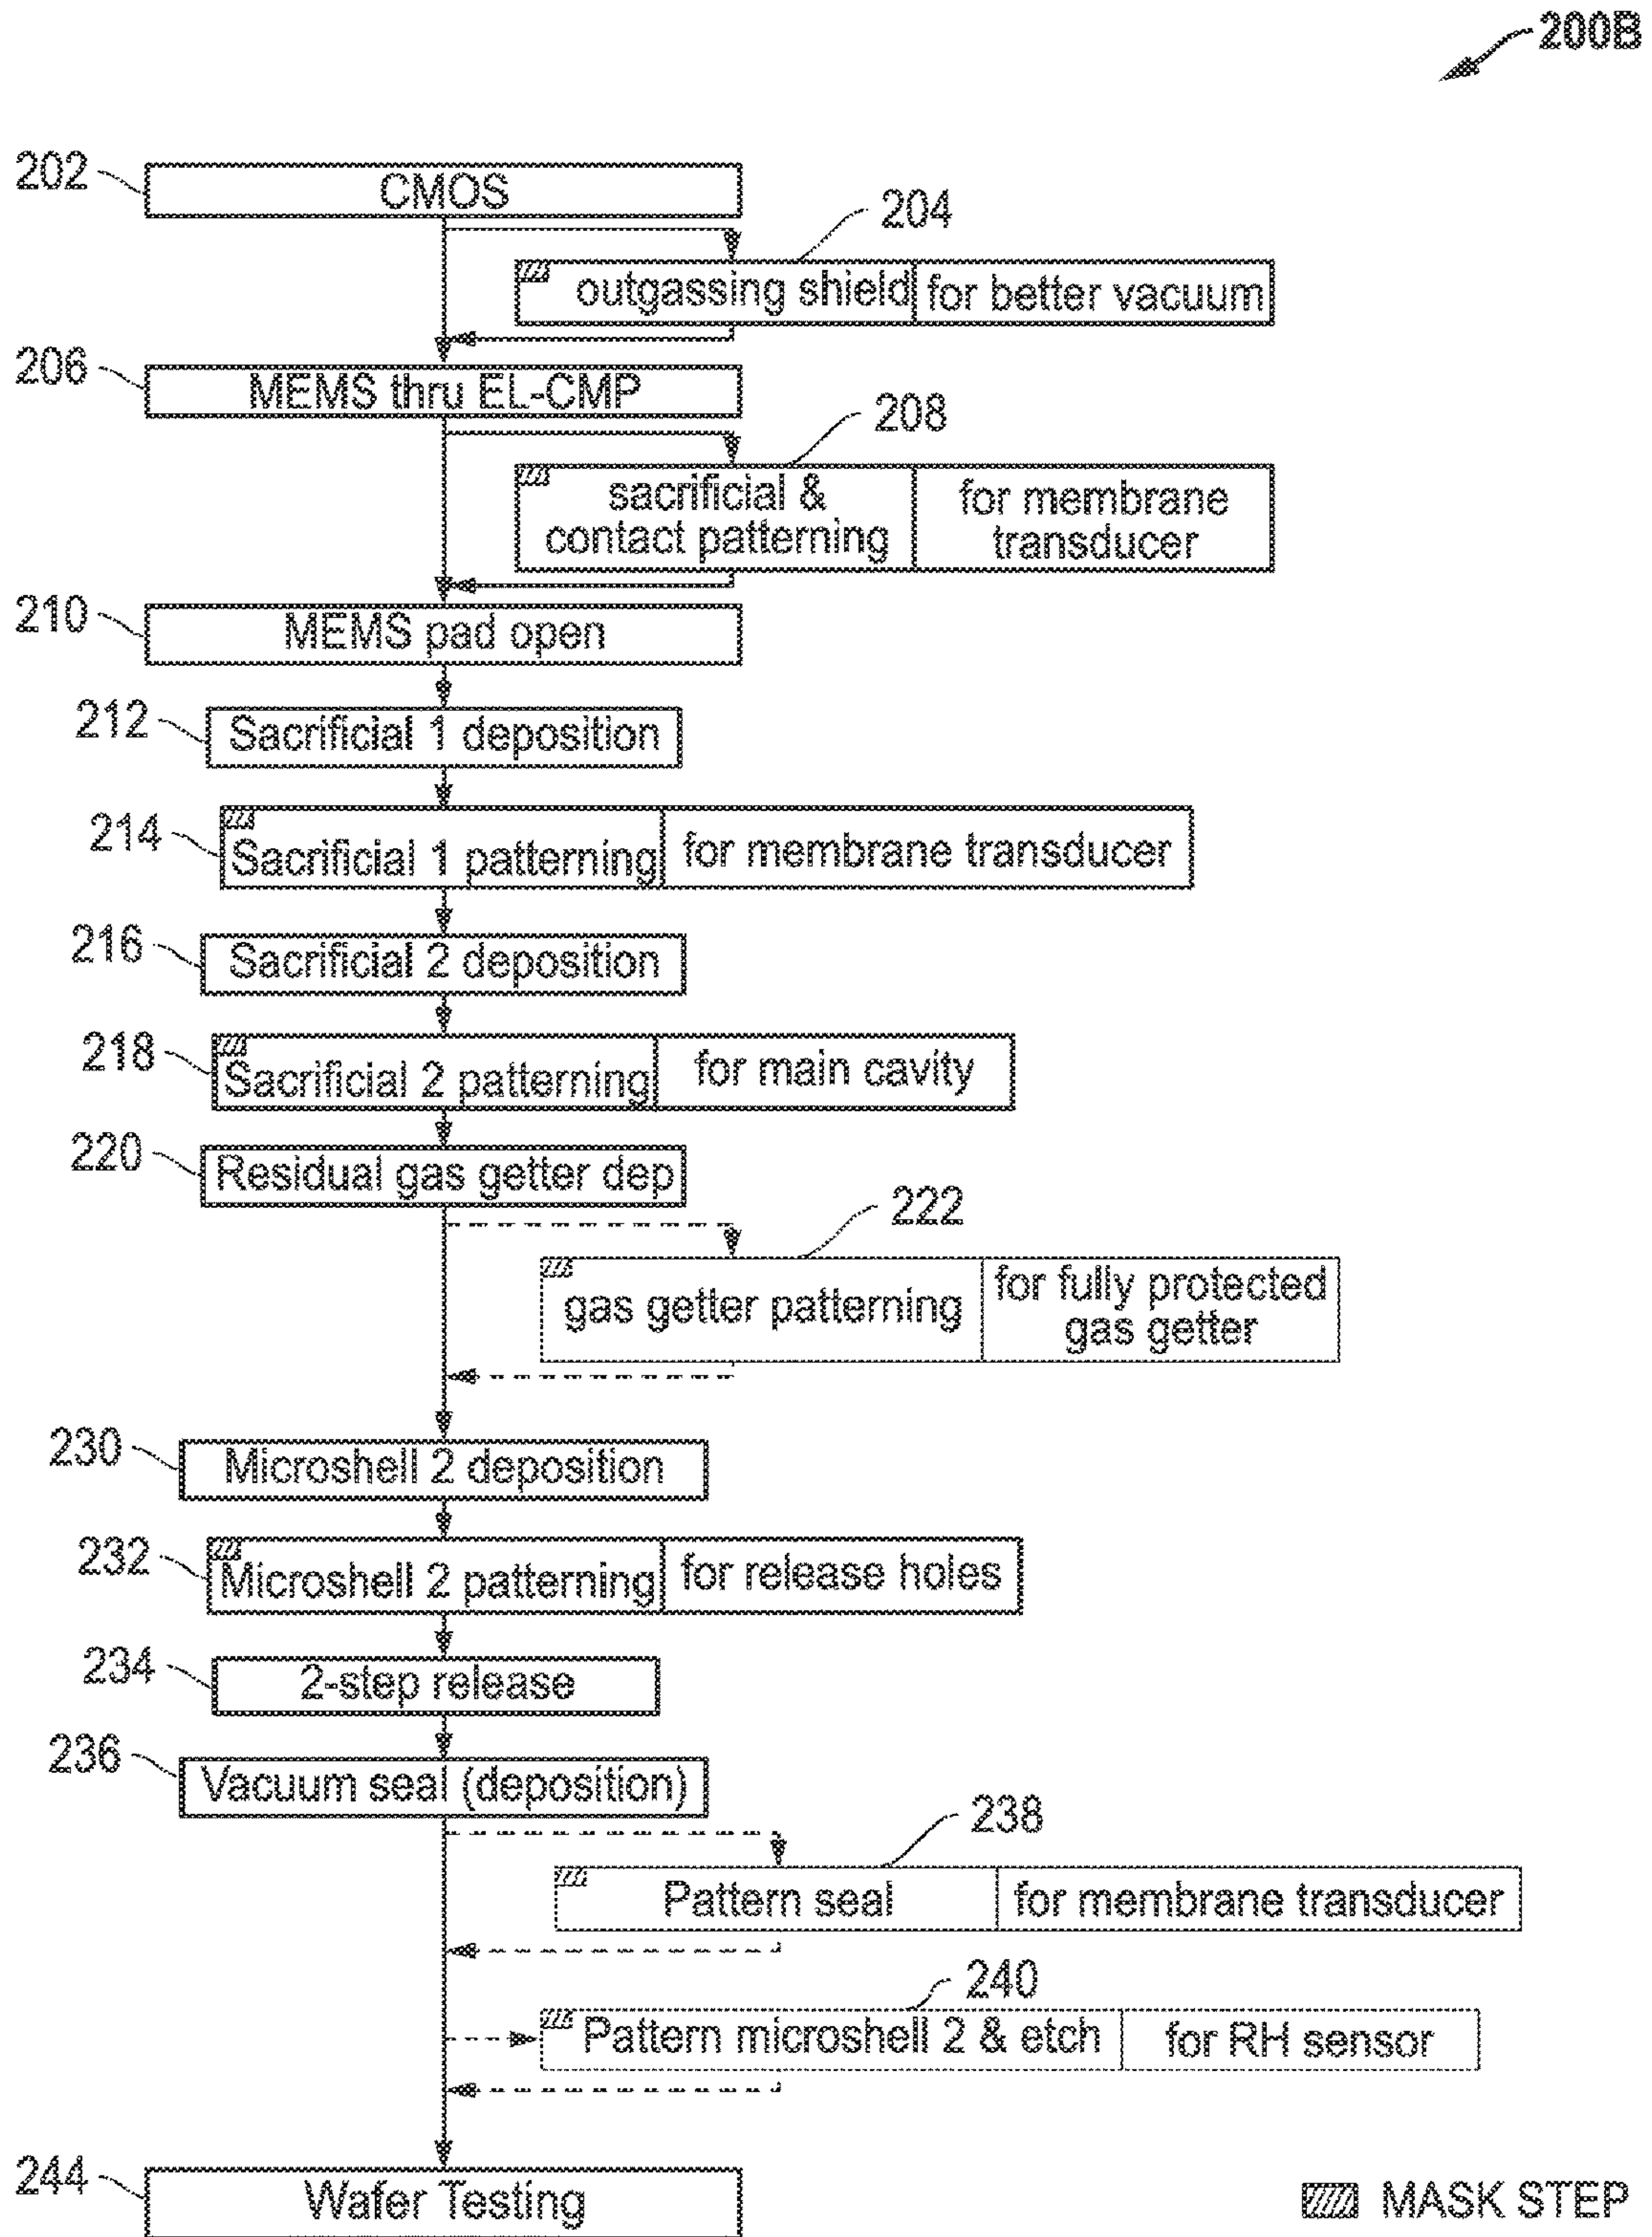 200B
202
CMOS
204
outgassing shield
for better vacuum
206
MEMS thru EL-CMP
208
sacrificial &
contact patterning
for membrane
transducer
210
MEMS pad open
212
Sacrificial 1 deposition
214
Sacrificial 1 patterning
for membrane transducer
216
Sacrificial 2 deposition
218
Sacrificial 2 patterning
for main cavity
220
Residual gas getter dep
222
gas getter patterning
for fully protected
gas getter
230
Microshell 2 deposition
232
Microshell 2 patterning
for release holes
234
2-step release
236
Vacuum seal (deposition)
238
Pattern seal
for membrane transducer
240
Pattern microshell 2 & etch
for RH sensor
244
Wafer Testing
MASK STEP